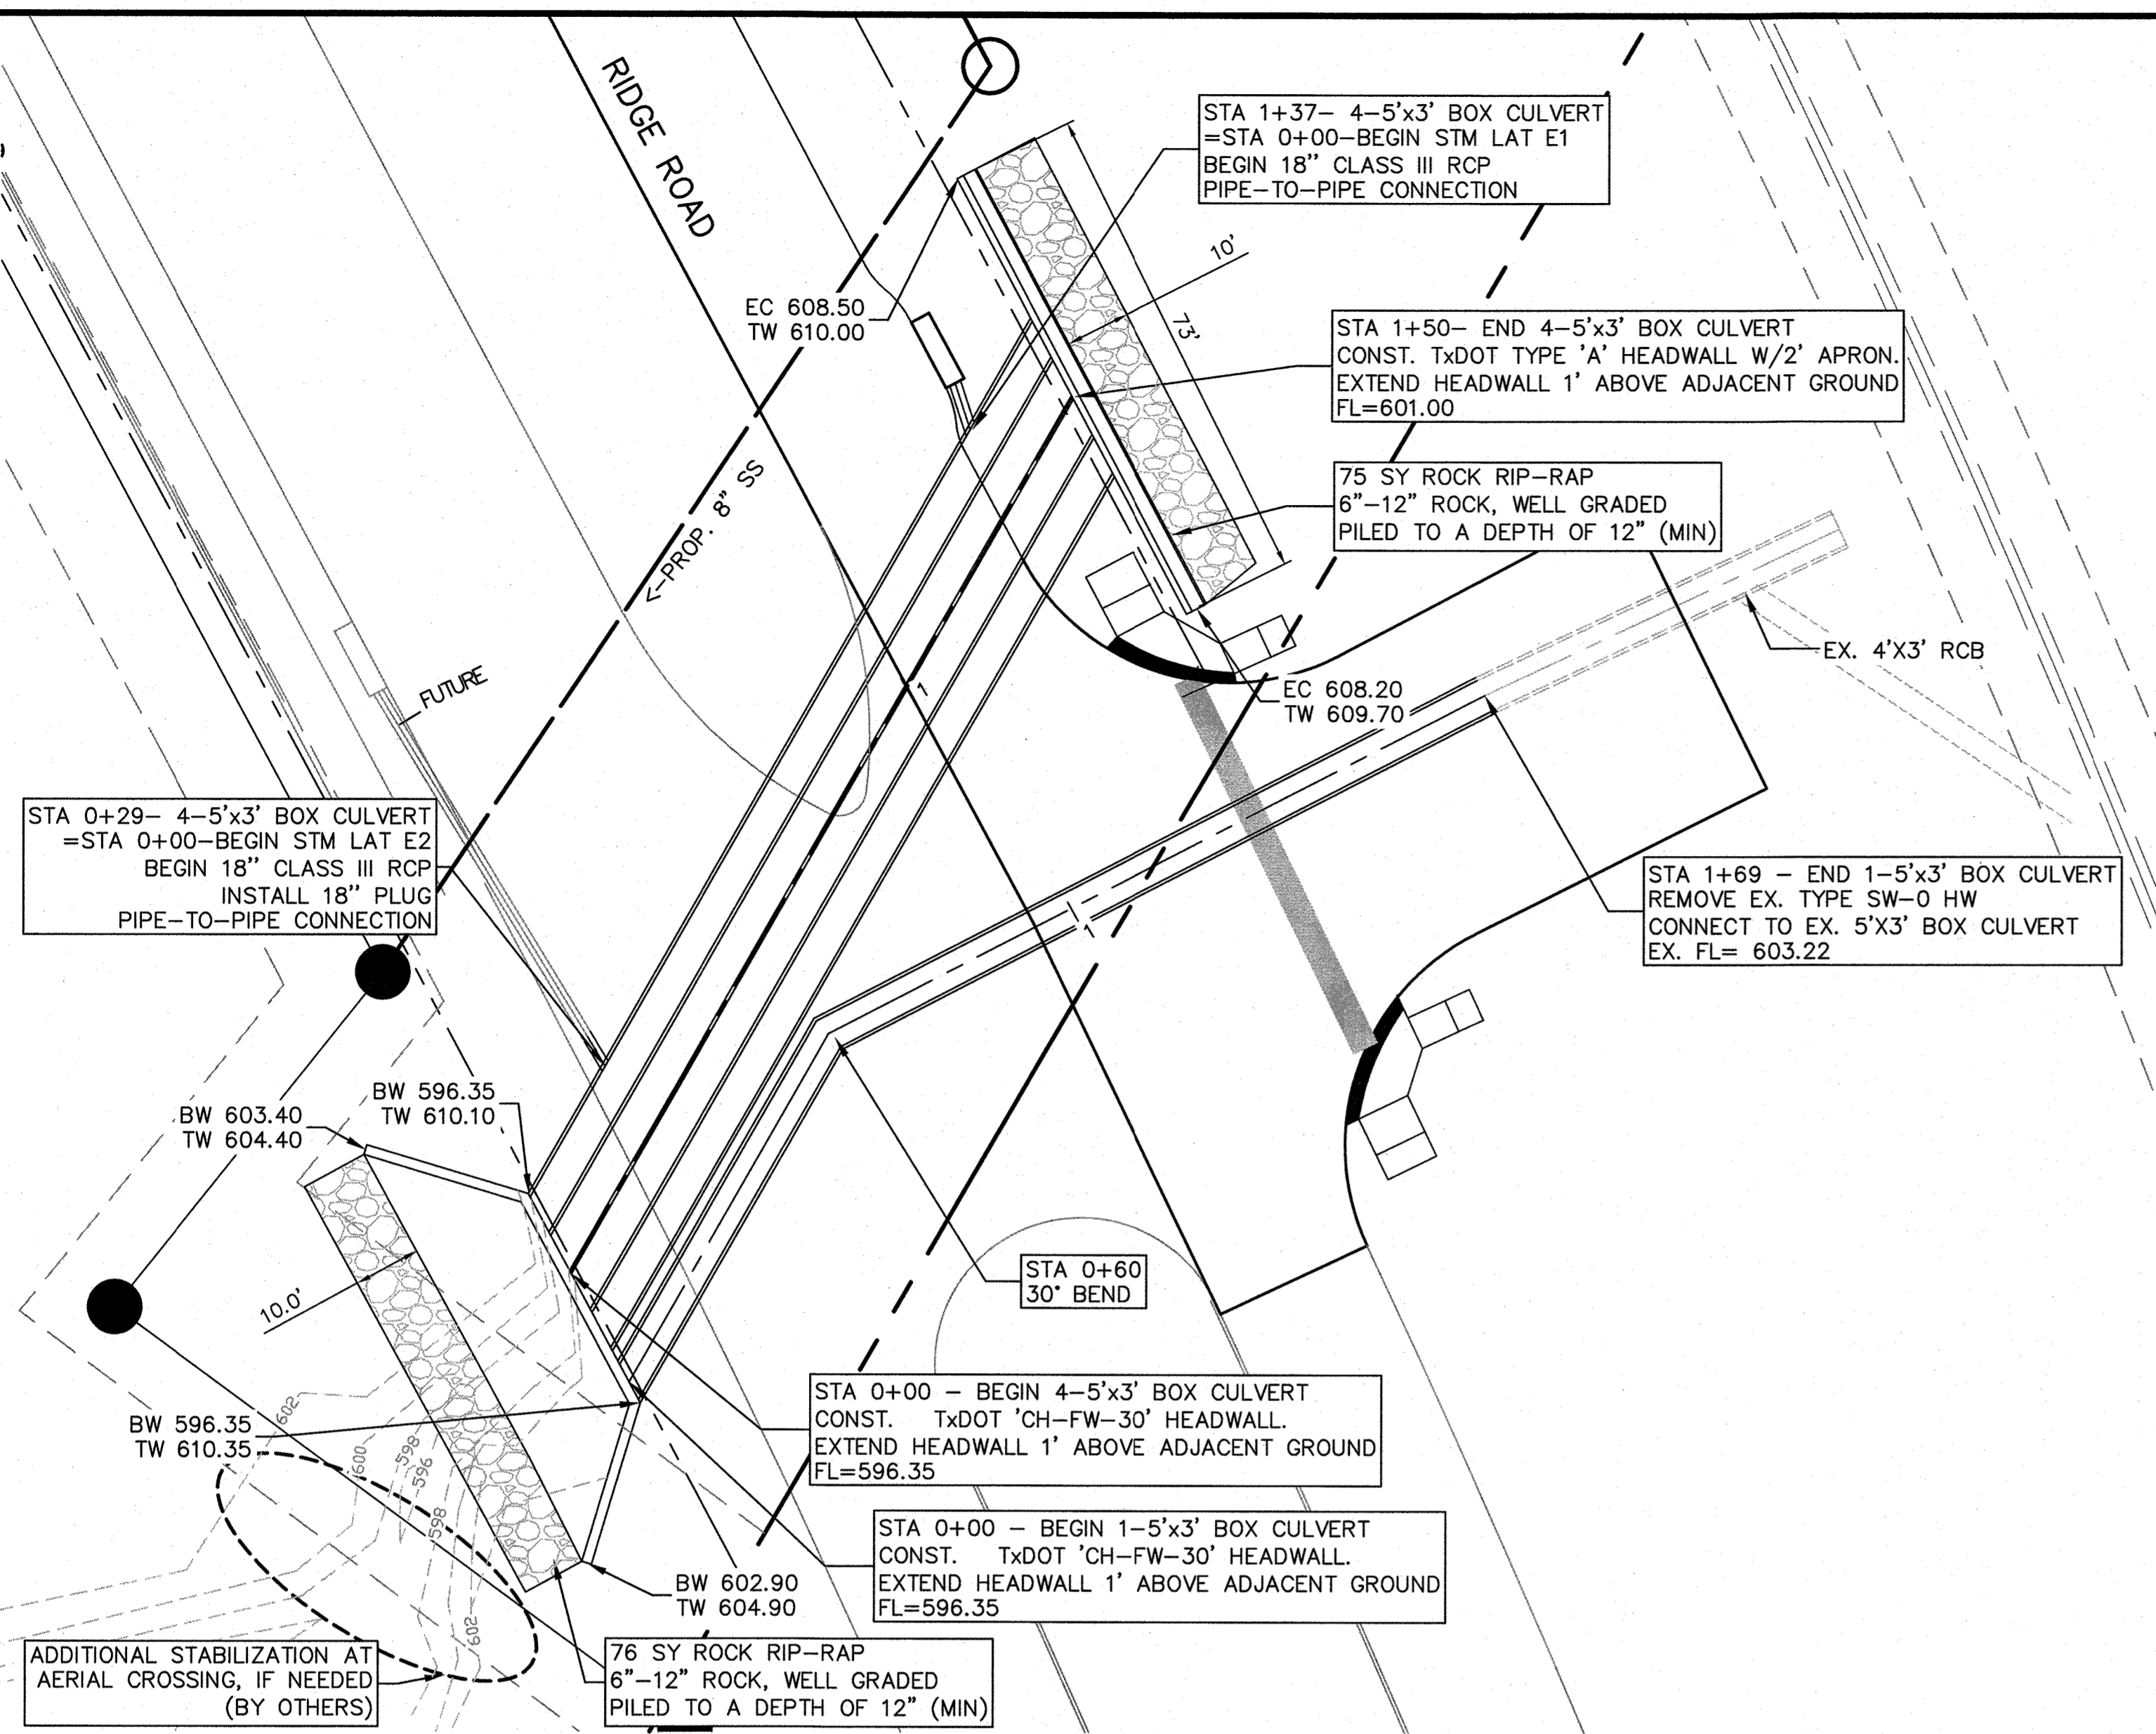 RIDGE ROAD
STA 1+37- 4-5'x3' BOX CULVERT
=STA 0+00-BEGIN STM LAT E1
BEGIN 18" CLASS III RCP
PIPE-TO-PIPE CONNECTION
10'
73'
EC 608.50
TW 610.00
STA 1+50- END 4-5'x3' BOX CULVERT
CONST. TxDOT TYPE 'A' HEADWALL W/2' APRON.
EXTEND HEADWALL 1' ABOVE ADJACENT GROUND
FL=601.00
75 SY ROCK RIP-RAP
6"-12" ROCK, WELL GRADED
PILED TO A DEPTH OF 12" (MIN)
<-PROP. 8" SS
EX. 4'X3' RCB
FUTURE
1
EC 608.20
TW 609.70
STA 0+29- 4-5'x3' BOX CULVERT
=STA 0+00-BEGIN STM LAT E2
BEGIN 18" CLASS III RCP
INSTALL 18" PLUG
PIPE-TO-PIPE CONNECTION
STA 1+69 - END 1-5'x3' BOX CULVERT
REMOVE EX. TYPE SW-0 HW
CONNECT TO EX. 5'X3' BOX CULVERT
EX. FL= 603.22
1
BW 596.35
TW 610.10
BW 603.40
TW 604.40
10.0'
STA 0+60
30° BEND
STA 0+00 - BEGIN 4-5'x3' BOX CULVERT
CONST. TxDOT 'CH-FW-30' HEADWALL.
EXTEND HEADWALL 1' ABOVE ADJACENT GROUND
FL=596.35
BW 596.35
TW 610.35
602
600
598
596
598
602
STA 0+00 - BEGIN 1-5'x3' BOX CULVERT
CONST. TxDOT 'CH-FW-30' HEADWALL.
EXTEND HEADWALL 1' ABOVE ADJACENT GROUND
FL=596.35
BW 602.90
TW 604.90
ADDITIONAL STABILIZATION AT
AERIAL CROSSING, IF NEEDED
(BY OTHERS)
76 SY ROCK RIP-RAP
6"-12" ROCK, WELL GRADED
PILED TO A DEPTH OF 12" (MIN)